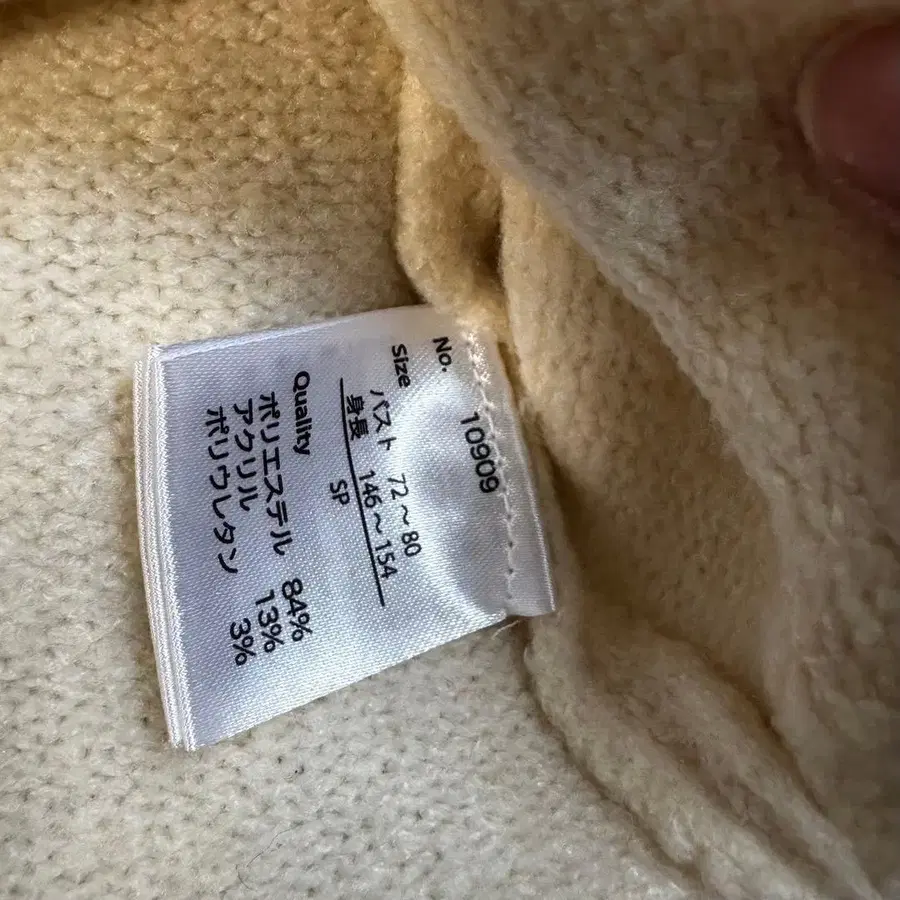 No. 10909
Size
バスト 72～80
身長 146～154
SP
Quality
ポリエステル 84%
アクリル 13%
ポリウレタン 3%